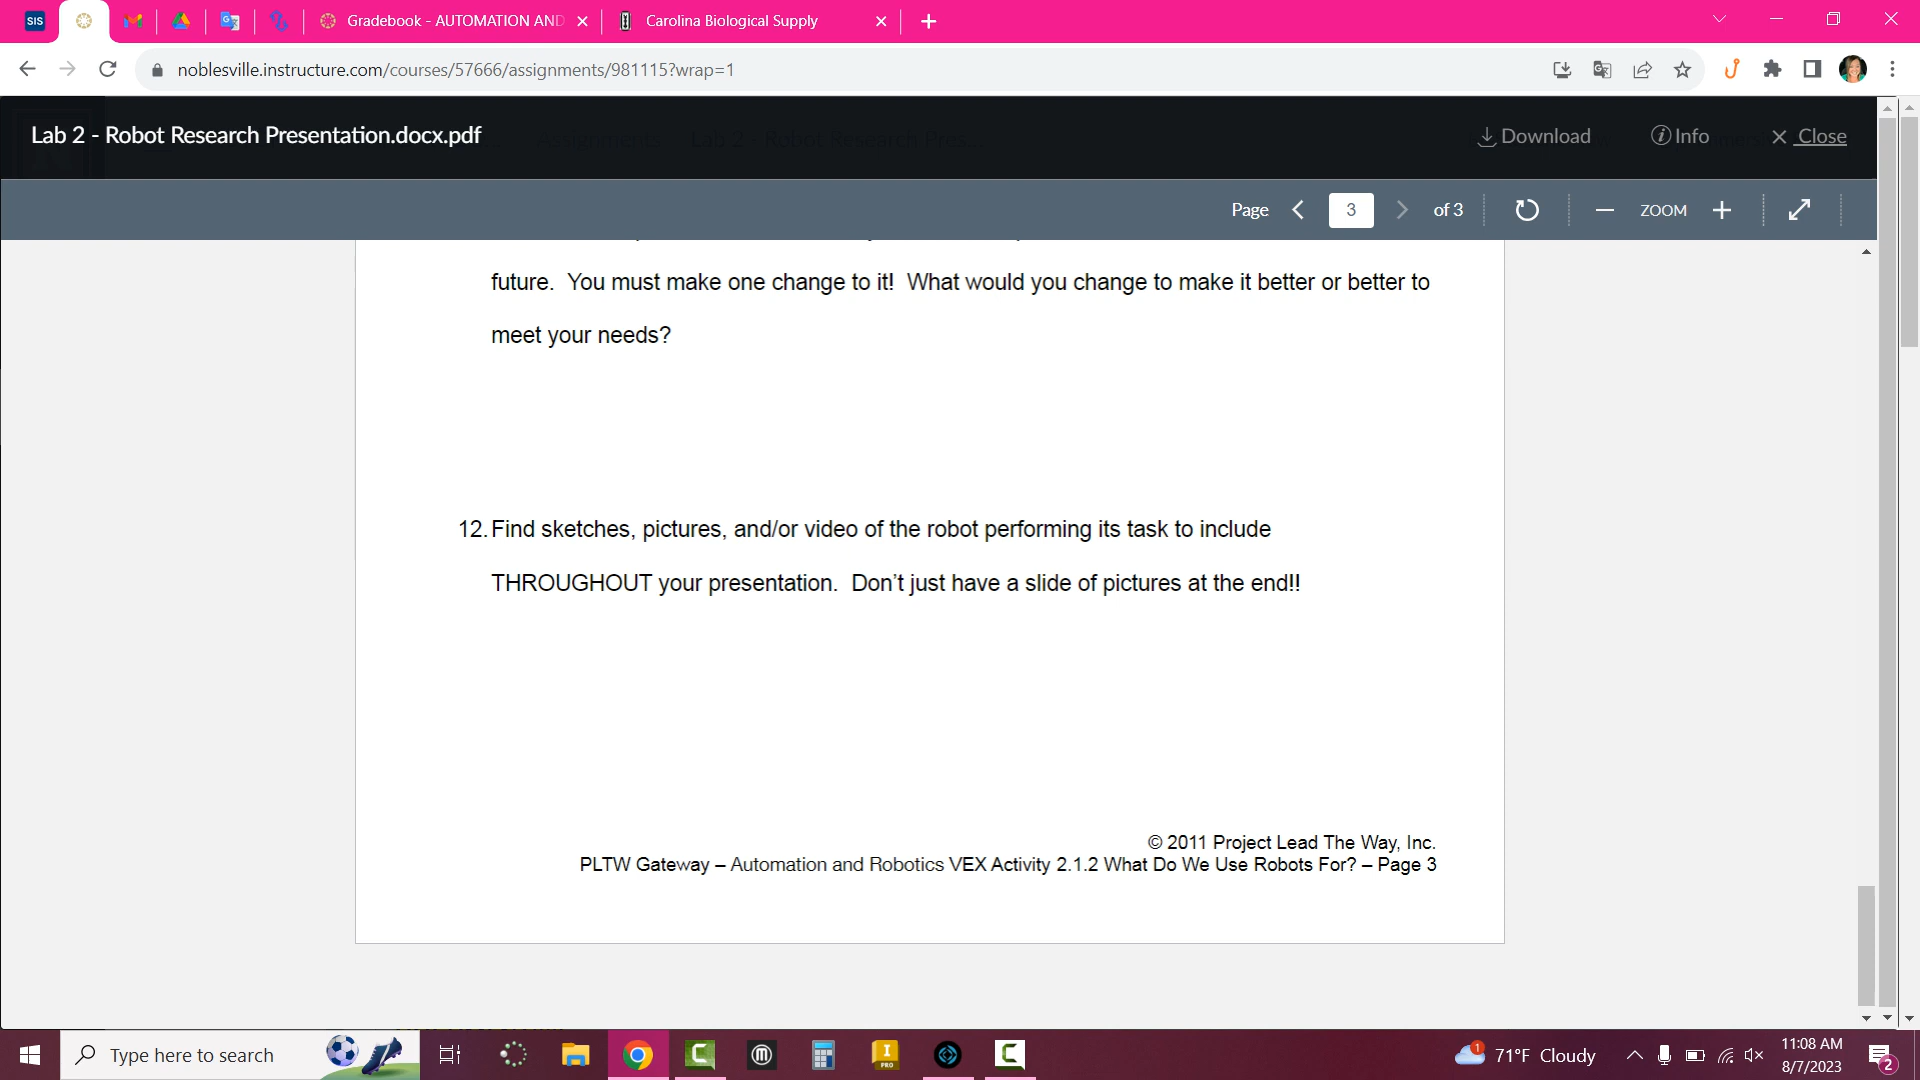 SIS
Gradebook - AUTOMATION AND
Carolina Biological Supply
noblesville.instructure.com/courses/57666/assignments/981115?wrap=1
Lab 2 - Robot Research Presentation.docx.pdf
Download
Info
Close
Page
3
of 3
ZOOM
future.  You must make one change to it!  What would you change to make it better or better to
meet your needs?
12. Find sketches, pictures, and/or video of the robot performing its task to include
THROUGHOUT your presentation.  Don't just have a slide of pictures at the end!!
© 2011 Project Lead The Way, Inc.
PLTW Gateway – Automation and Robotics VEX Activity 2.1.2 What Do We Use Robots For? – Page 3
Type here to search
71°F Cloudy
11:08 AM
8/7/2023
2